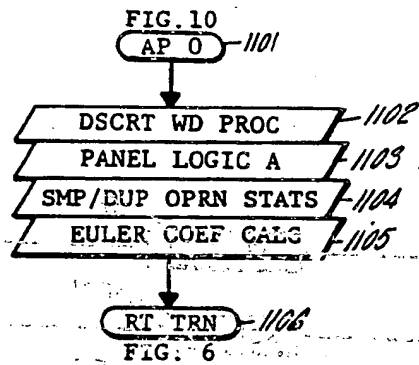 FIG.10
AP 0 1101
DSCRT WD PROC 1102
PANEL LOGIC A 1103
SMP/DUP OPRN STATS 1104
EULER COEF CALC 1105
RT TRN 1106
FIG. 6